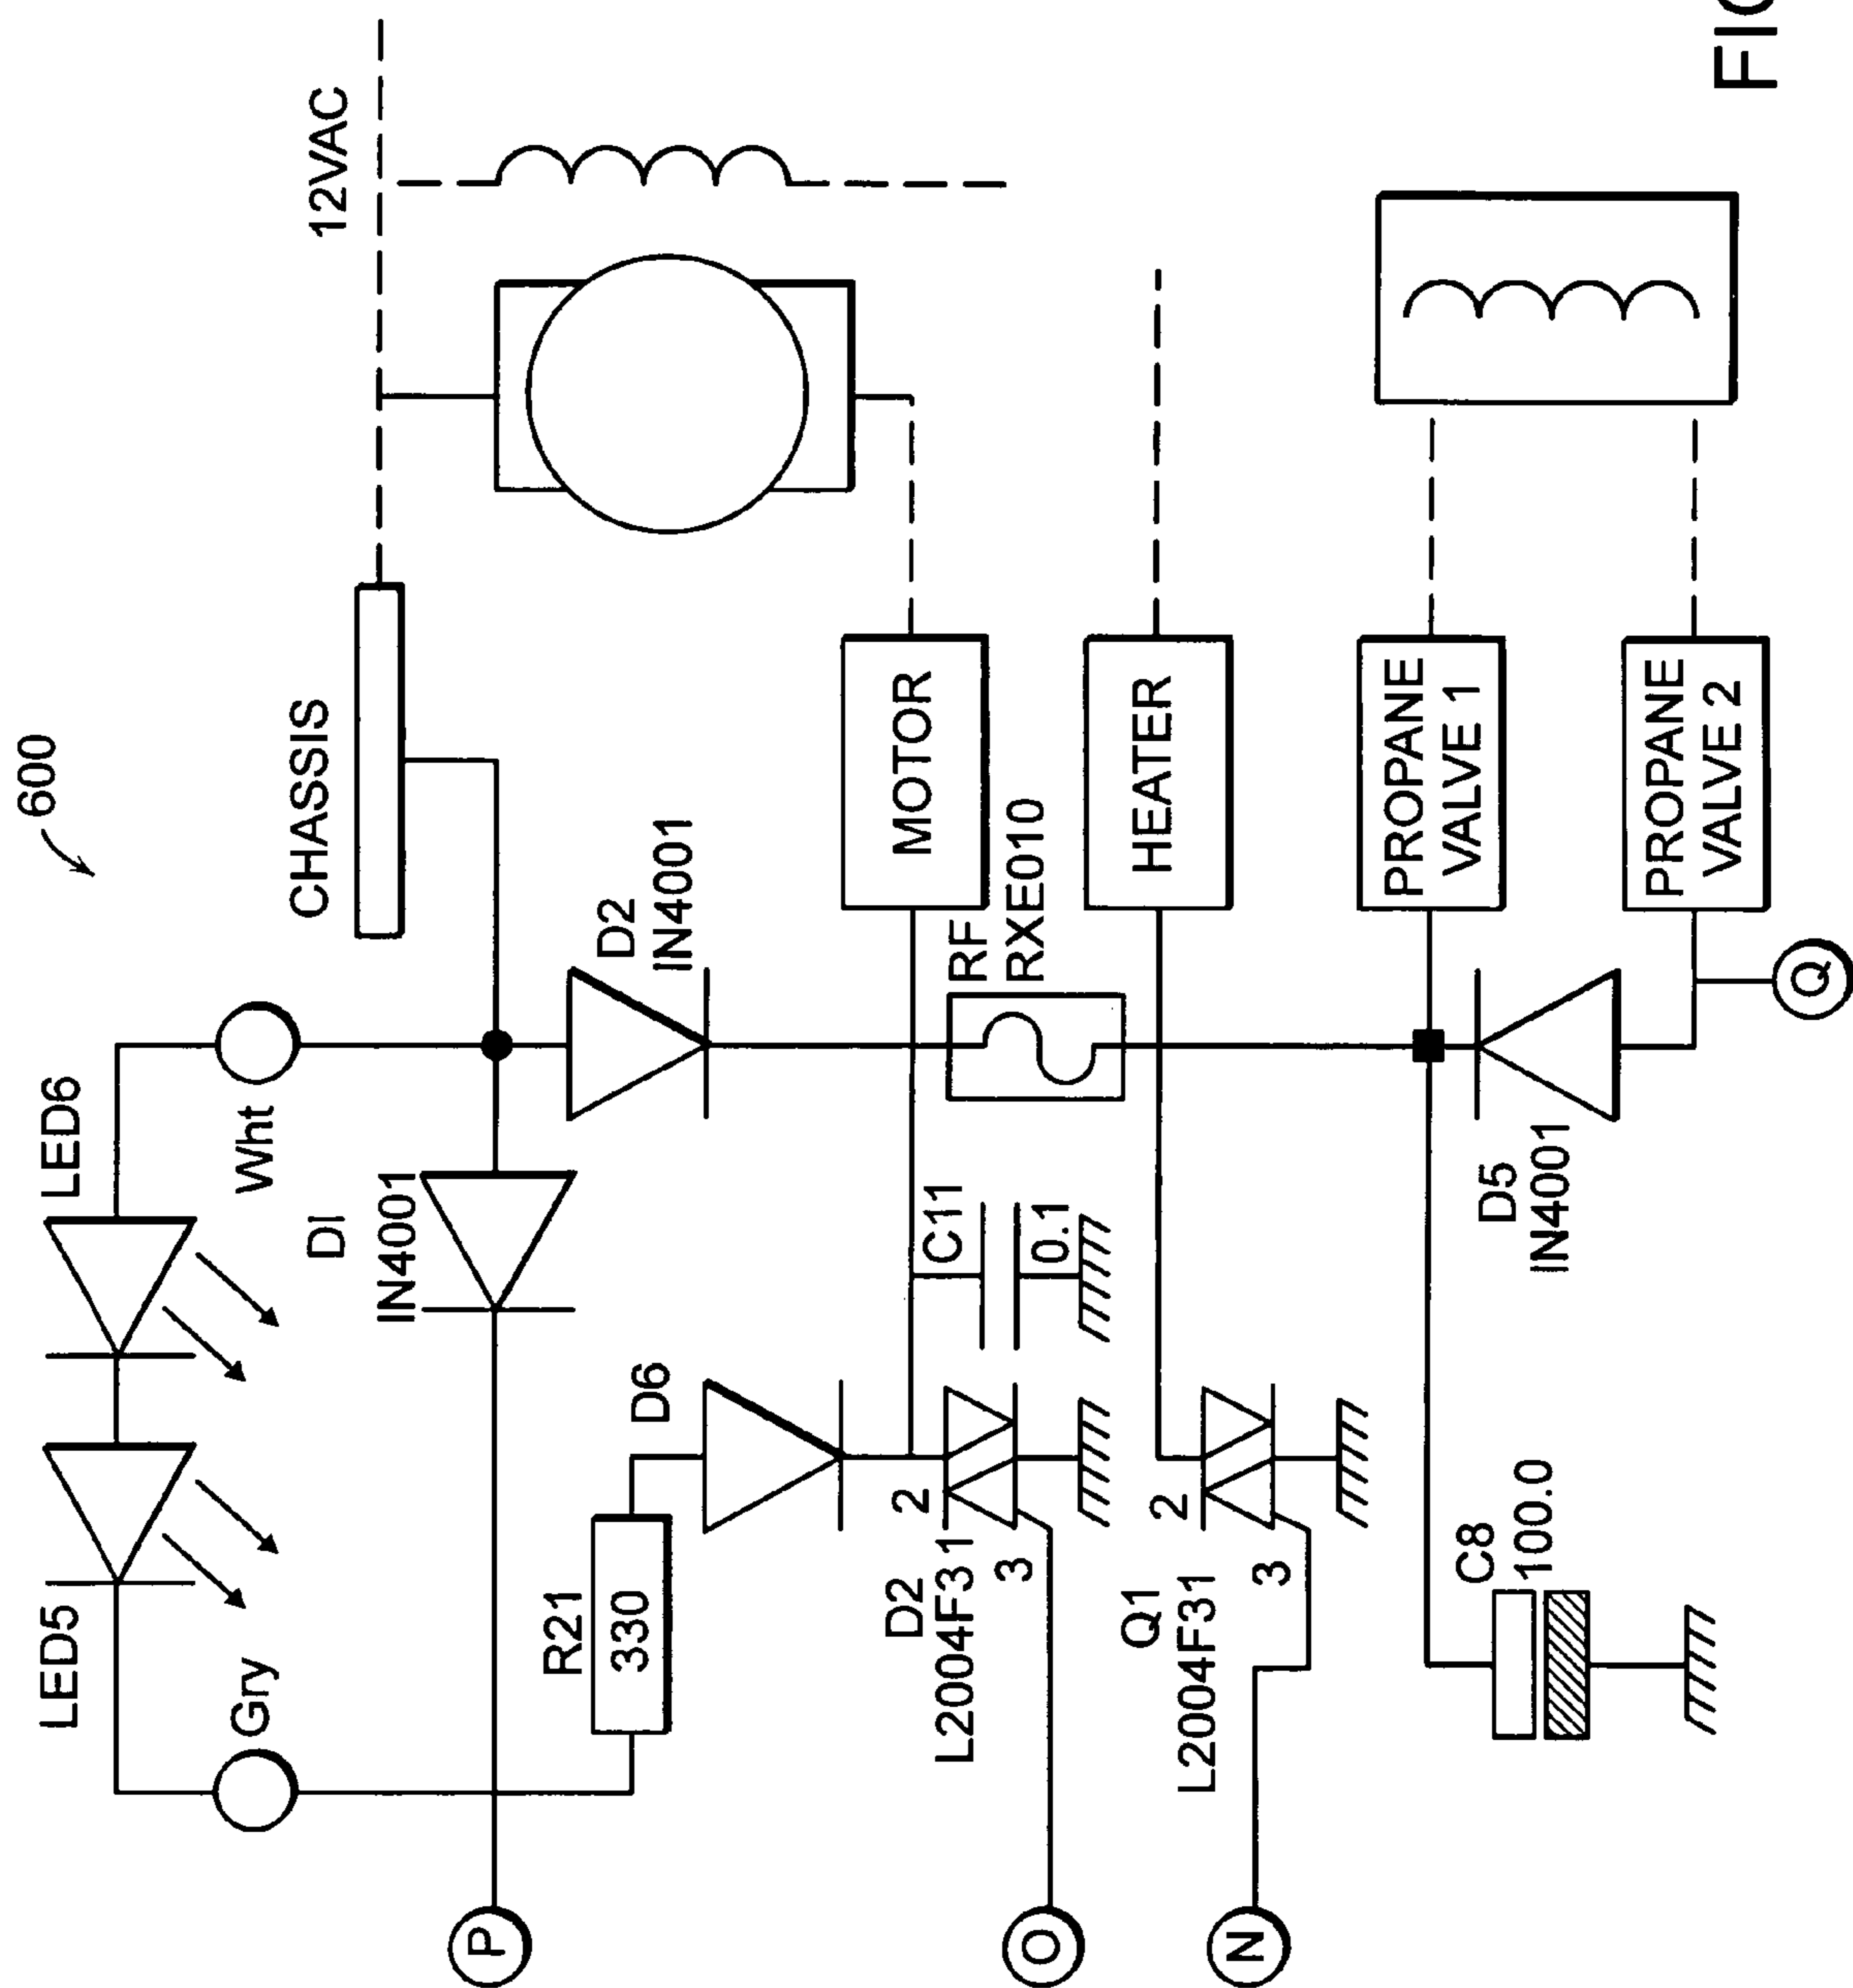 600
LED5
LED6
Gry
Wht
CHASSIS
12VAC
DI
IN4001
P
R21
330
D6
D2
IN4001
D2
L2004F31
2
3
C11
0.1
MOTOR
RF
RXE010
O
Q1
L2004F31
2
3
HEATER
N
C8
100.0
D5
IN4001
PROPANE
VALVE 1
PROPANE
VALVE 2
Q